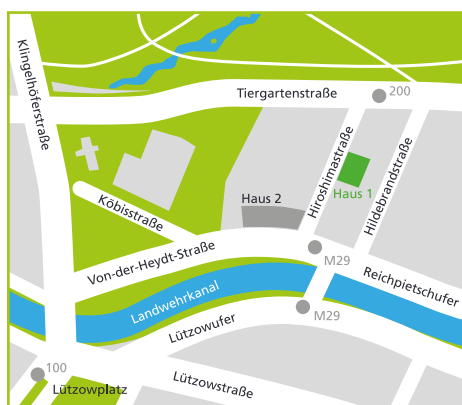 Klingelhöferstraße
Tiergartenstraße
200
Hiroshimastraße
Hildebrandstraße
Haus 1
Haus 2
Köbisstraße
Von-der-Heydt-Straße
M29
Reichpietschufer
Landwehrkanal
M29
Lützowufer
100
Lützowplatz
Lützowstraße